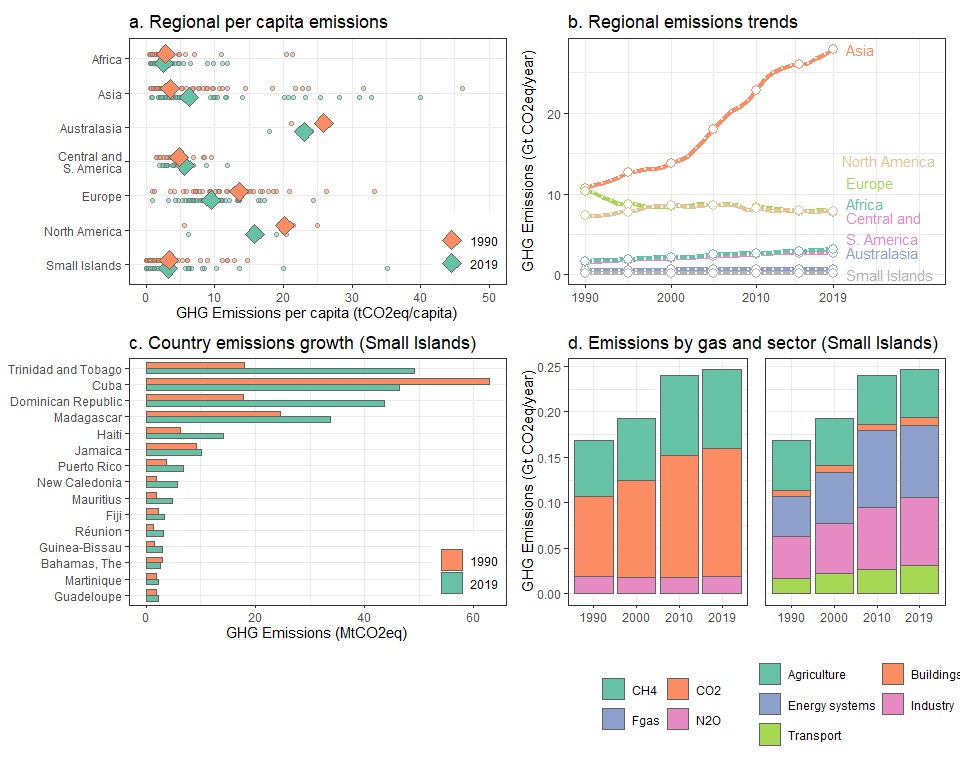 a. Regional per capita emissions
Africa
Asia
Australasia
Central and
S. America
Europe
North America
Small Islands
1990
2019
0 10 20 30 40 50
GHG Emissions per capita (tCO2eq/capita)
b. Regional emissions trends
GHG Emissions (Gt CO2eq/year)
20
10
0
Asia
North America
Europe
Africa
Central and
S. America
Australasia
Small Islands
1990 2000 2010 2019
c. Country emissions growth (Small Islands)
Trinidad and Tobago
Cuba
Dominican Republic
Madagascar
Haiti
Jamaica
Puerto Rico
New Caledonia
Mauritius
Fiji
Réunion
Guinea-Bissau
Bahamas, The
Martinique
Guadeloupe
1990
2019
0 20 40 60
GHG Emissions (MtCO2eq)
d. Emissions by gas and sector (Small Islands)
GHG Emissions (Gt CO2eq/year)
0.25
0.20
0.15
0.10
0.05
0.00
1990 2000 2010 2019
1990 2000 2010 2019
CH4 CO2
Fgas N2O
Agriculture Buildings
Energy systems Industry
Transport